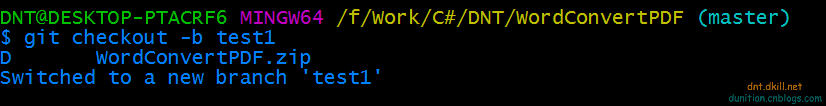 DNT@DESKTOP-PTACRF6 MINGW64 /f/Work/C#/DNT/WordConvertPDF (master)
$ git checkout -b test1
D       WordConvertPDF.zip
Switched to a new branch 'test1'
dnt.dkill.net
dunition.cnblogs.com